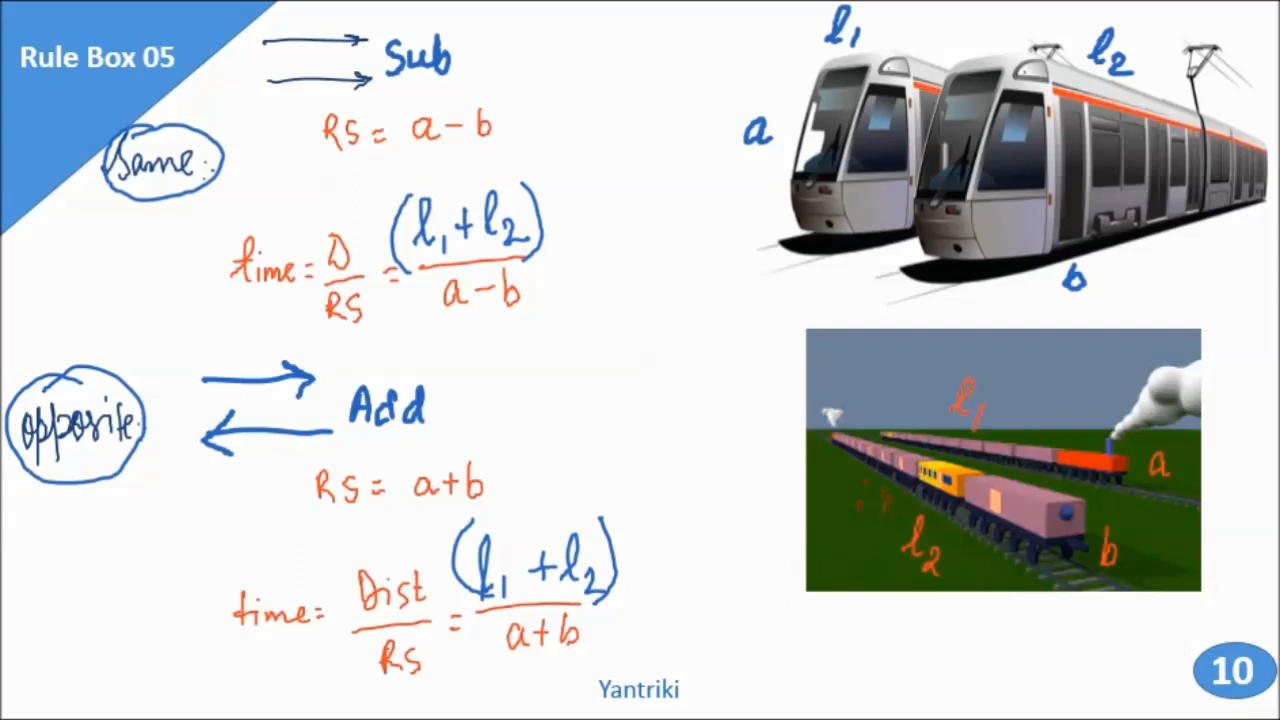 Rule Box 05
Sub
RS = a - b
Same
time = D/RS = (l₁ + l₂)/a - b
opposite
Add
RS = a + b
time = Dist/RS = (l₁ + l₂)/a + b
l₁
l₂
a
b
l₁
a
l₂
b
Yantriki
10